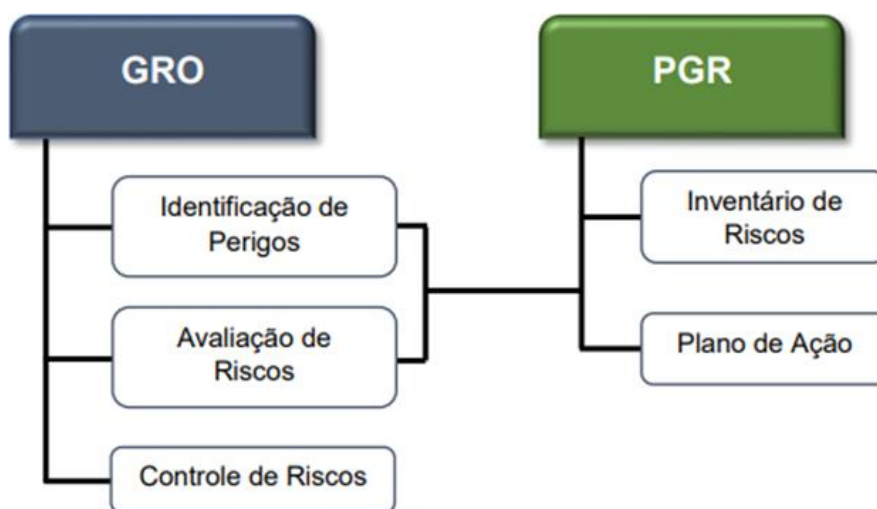 GRO
Identificação de
Perigos
Avaliação de
Riscos
Controle de Riscos
PGR
Inventário de
Riscos
Plano de Ação